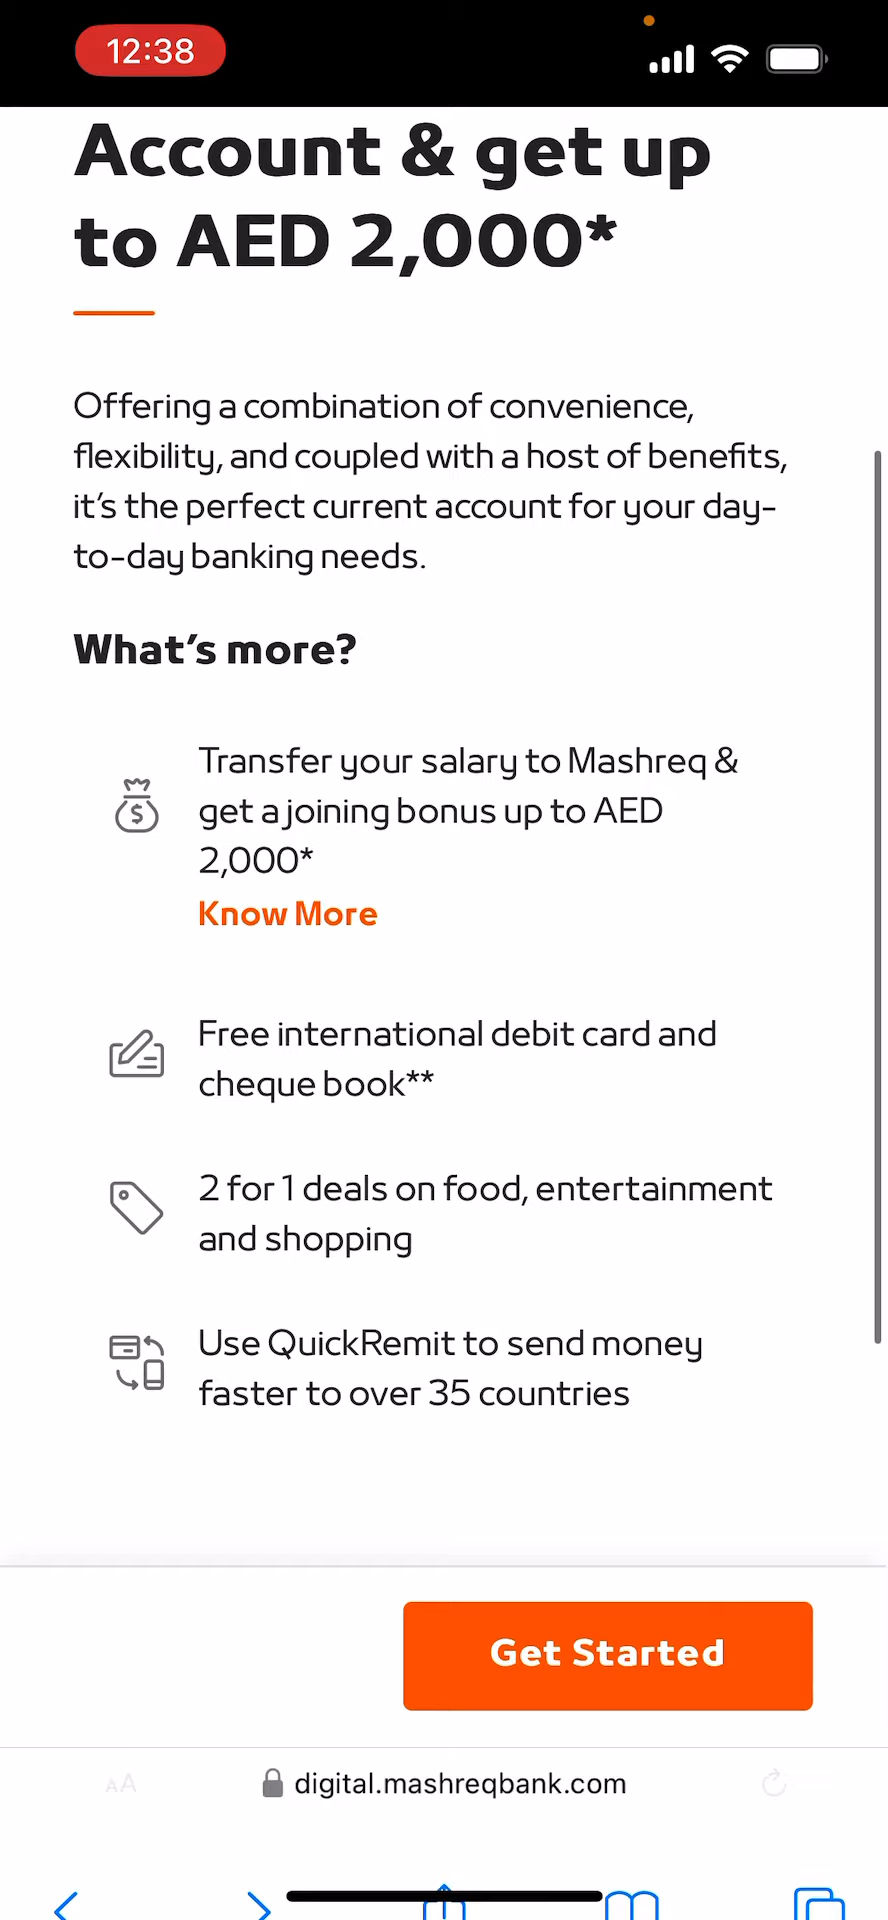 12:38
Account & get up
to AED 2,000*
Offering a combination of convenience,
flexibility, and coupled with a host of benefits,
it's the perfect current account for your day-
to-day banking needs.
What's more?
Transfer your salary to Mashreq &
get a joining bonus up to AED
2,000*
Know More
Free international debit card and
cheque book**
2 for 1 deals on food, entertainment
and shopping
Use QuickRemit to send money
faster to over 35 countries
Get Started
AA
digital.mashreqbank.com